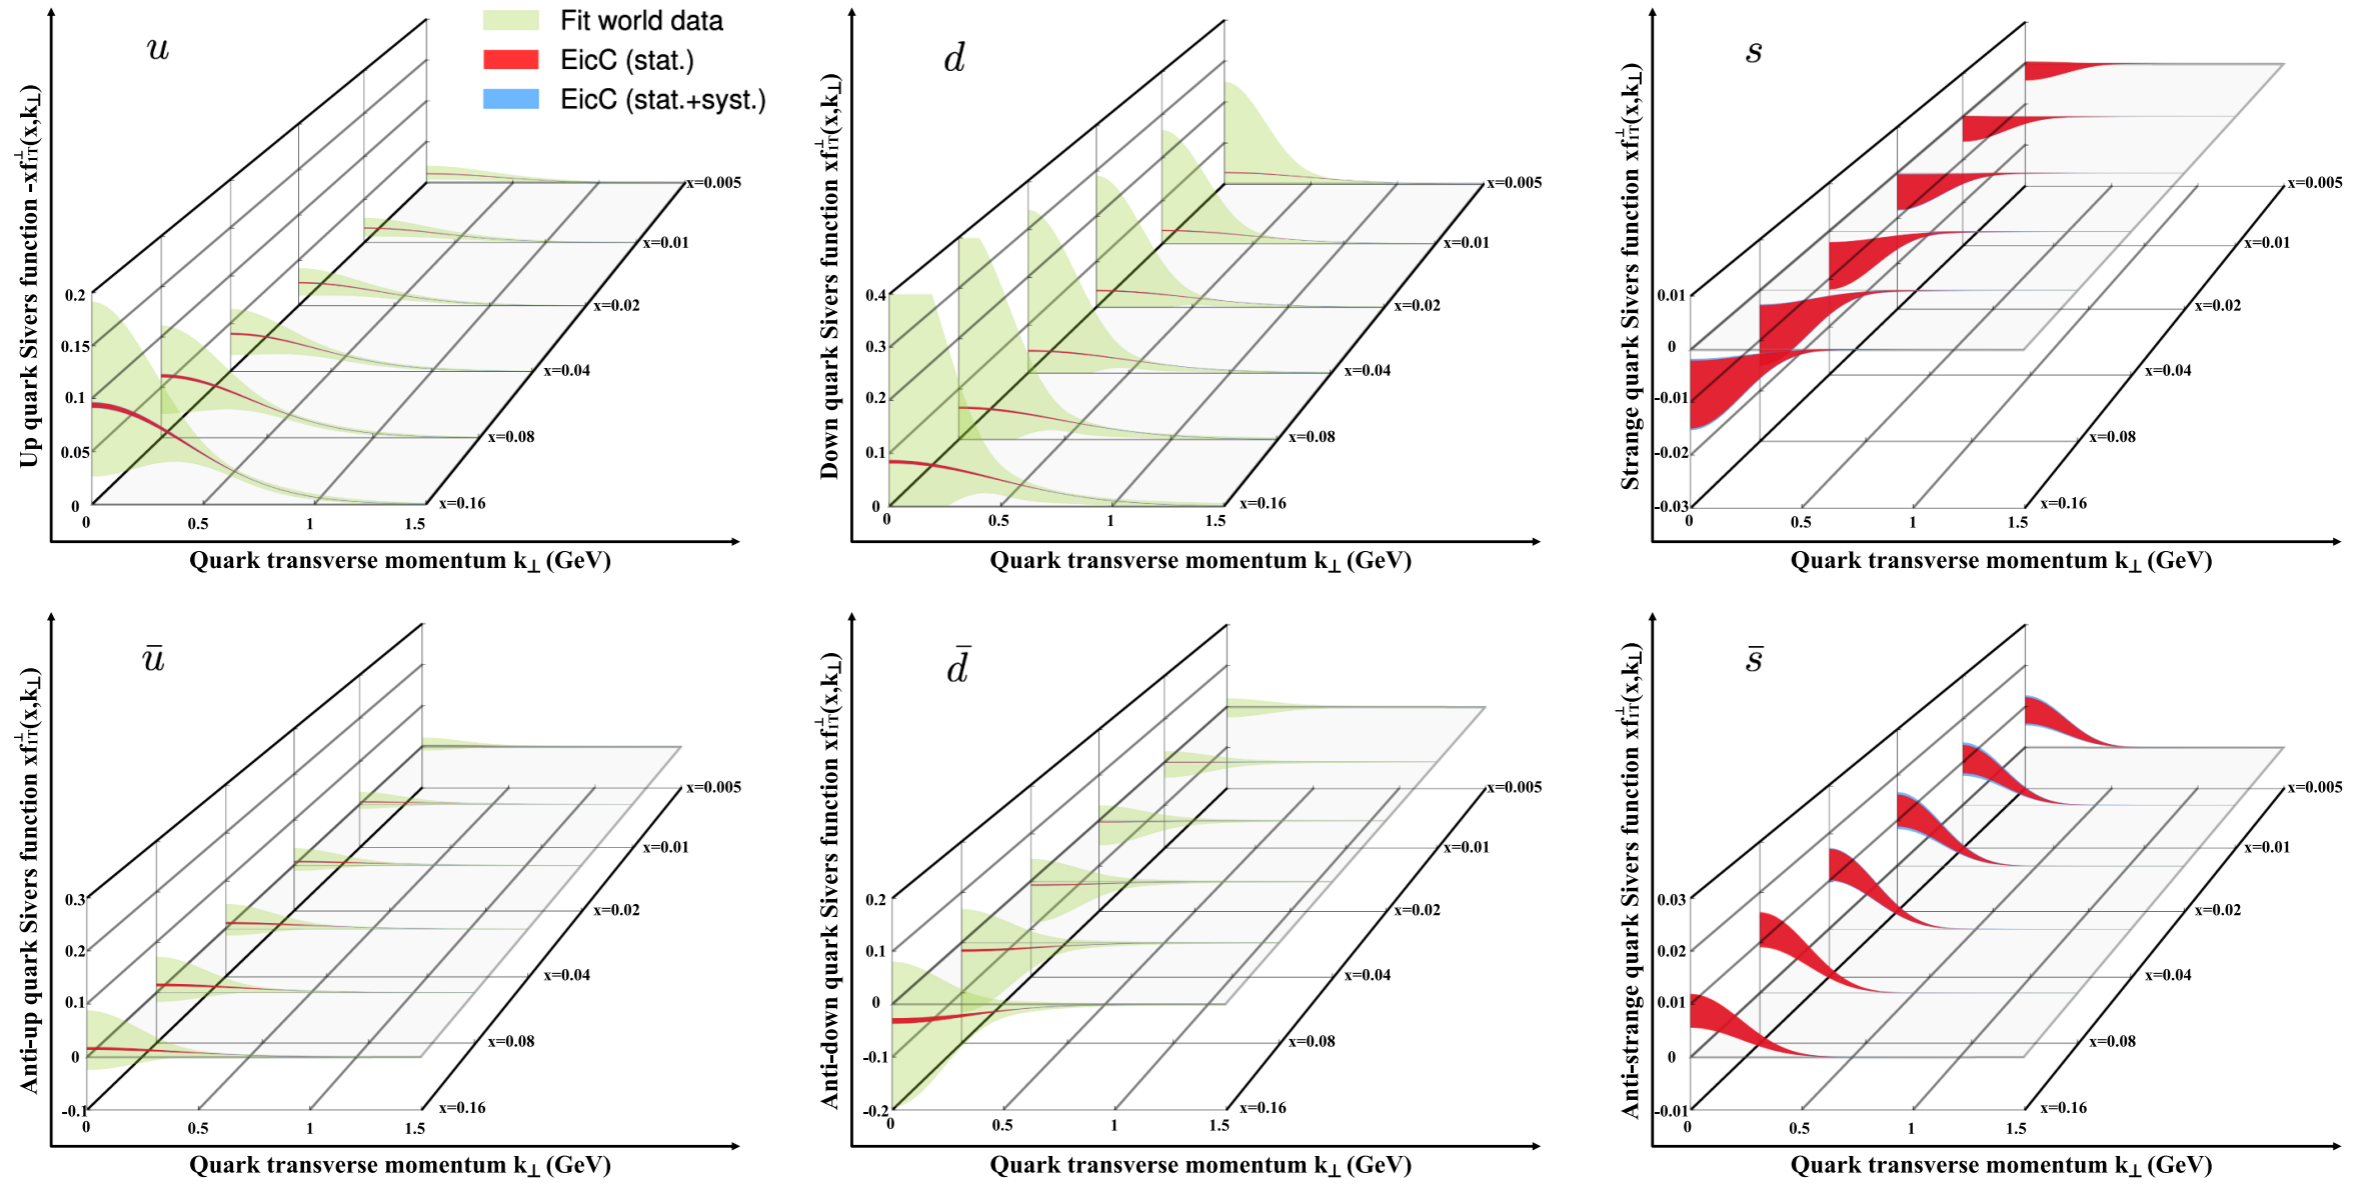 u
Fit world data
EicC (stat.)
EicC (stat.+syst.)
Up quark Sivers function -xf⊥1T(x,k⊥)
0.2
0.15
0.1
0.05
0
0
0.5
1
1.5
x=0.005
x=0.01
x=0.02
x=0.04
x=0.08
x=0.16
Quark transverse momentum k⊥ (GeV)
d
Down quark Sivers function xf⊥1T(x,k⊥)
0.4
0.3
0.2
0.1
0
0
0.5
1
1.5
x=0.005
x=0.01
x=0.02
x=0.04
x=0.08
x=0.16
Quark transverse momentum k⊥ (GeV)
s
Strange quark Sivers function xf⊥1T(x,k⊥)
0.01
0
-0.01
-0.02
-0.03
0
0.5
1
1.5
x=0.005
x=0.01
x=0.02
x=0.04
x=0.08
x=0.16
Quark transverse momentum k⊥ (GeV)
ū
Anti-up quark Sivers function xf⊥1T(x,k⊥)
0.3
0.2
0.1
0
-0.1
0
0.5
1
1.5
x=0.005
x=0.01
x=0.02
x=0.04
x=0.08
x=0.16
Quark transverse momentum k⊥ (GeV)
d̄
Anti-down quark Sivers function xf⊥1T(x,k⊥)
0.2
0.1
0
-0.1
-0.2
0
0.5
1
1.5
x=0.005
x=0.01
x=0.02
x=0.04
x=0.08
x=0.16
Quark transverse momentum k⊥ (GeV)
s̄
Anti-strange quark Sivers function xf⊥1T(x,k⊥)
0.03
0.02
0.01
0
-0.01
0
0.5
1
1.5
x=0.005
x=0.01
x=0.02
x=0.04
x=0.08
x=0.16
Quark transverse momentum k⊥ (GeV)